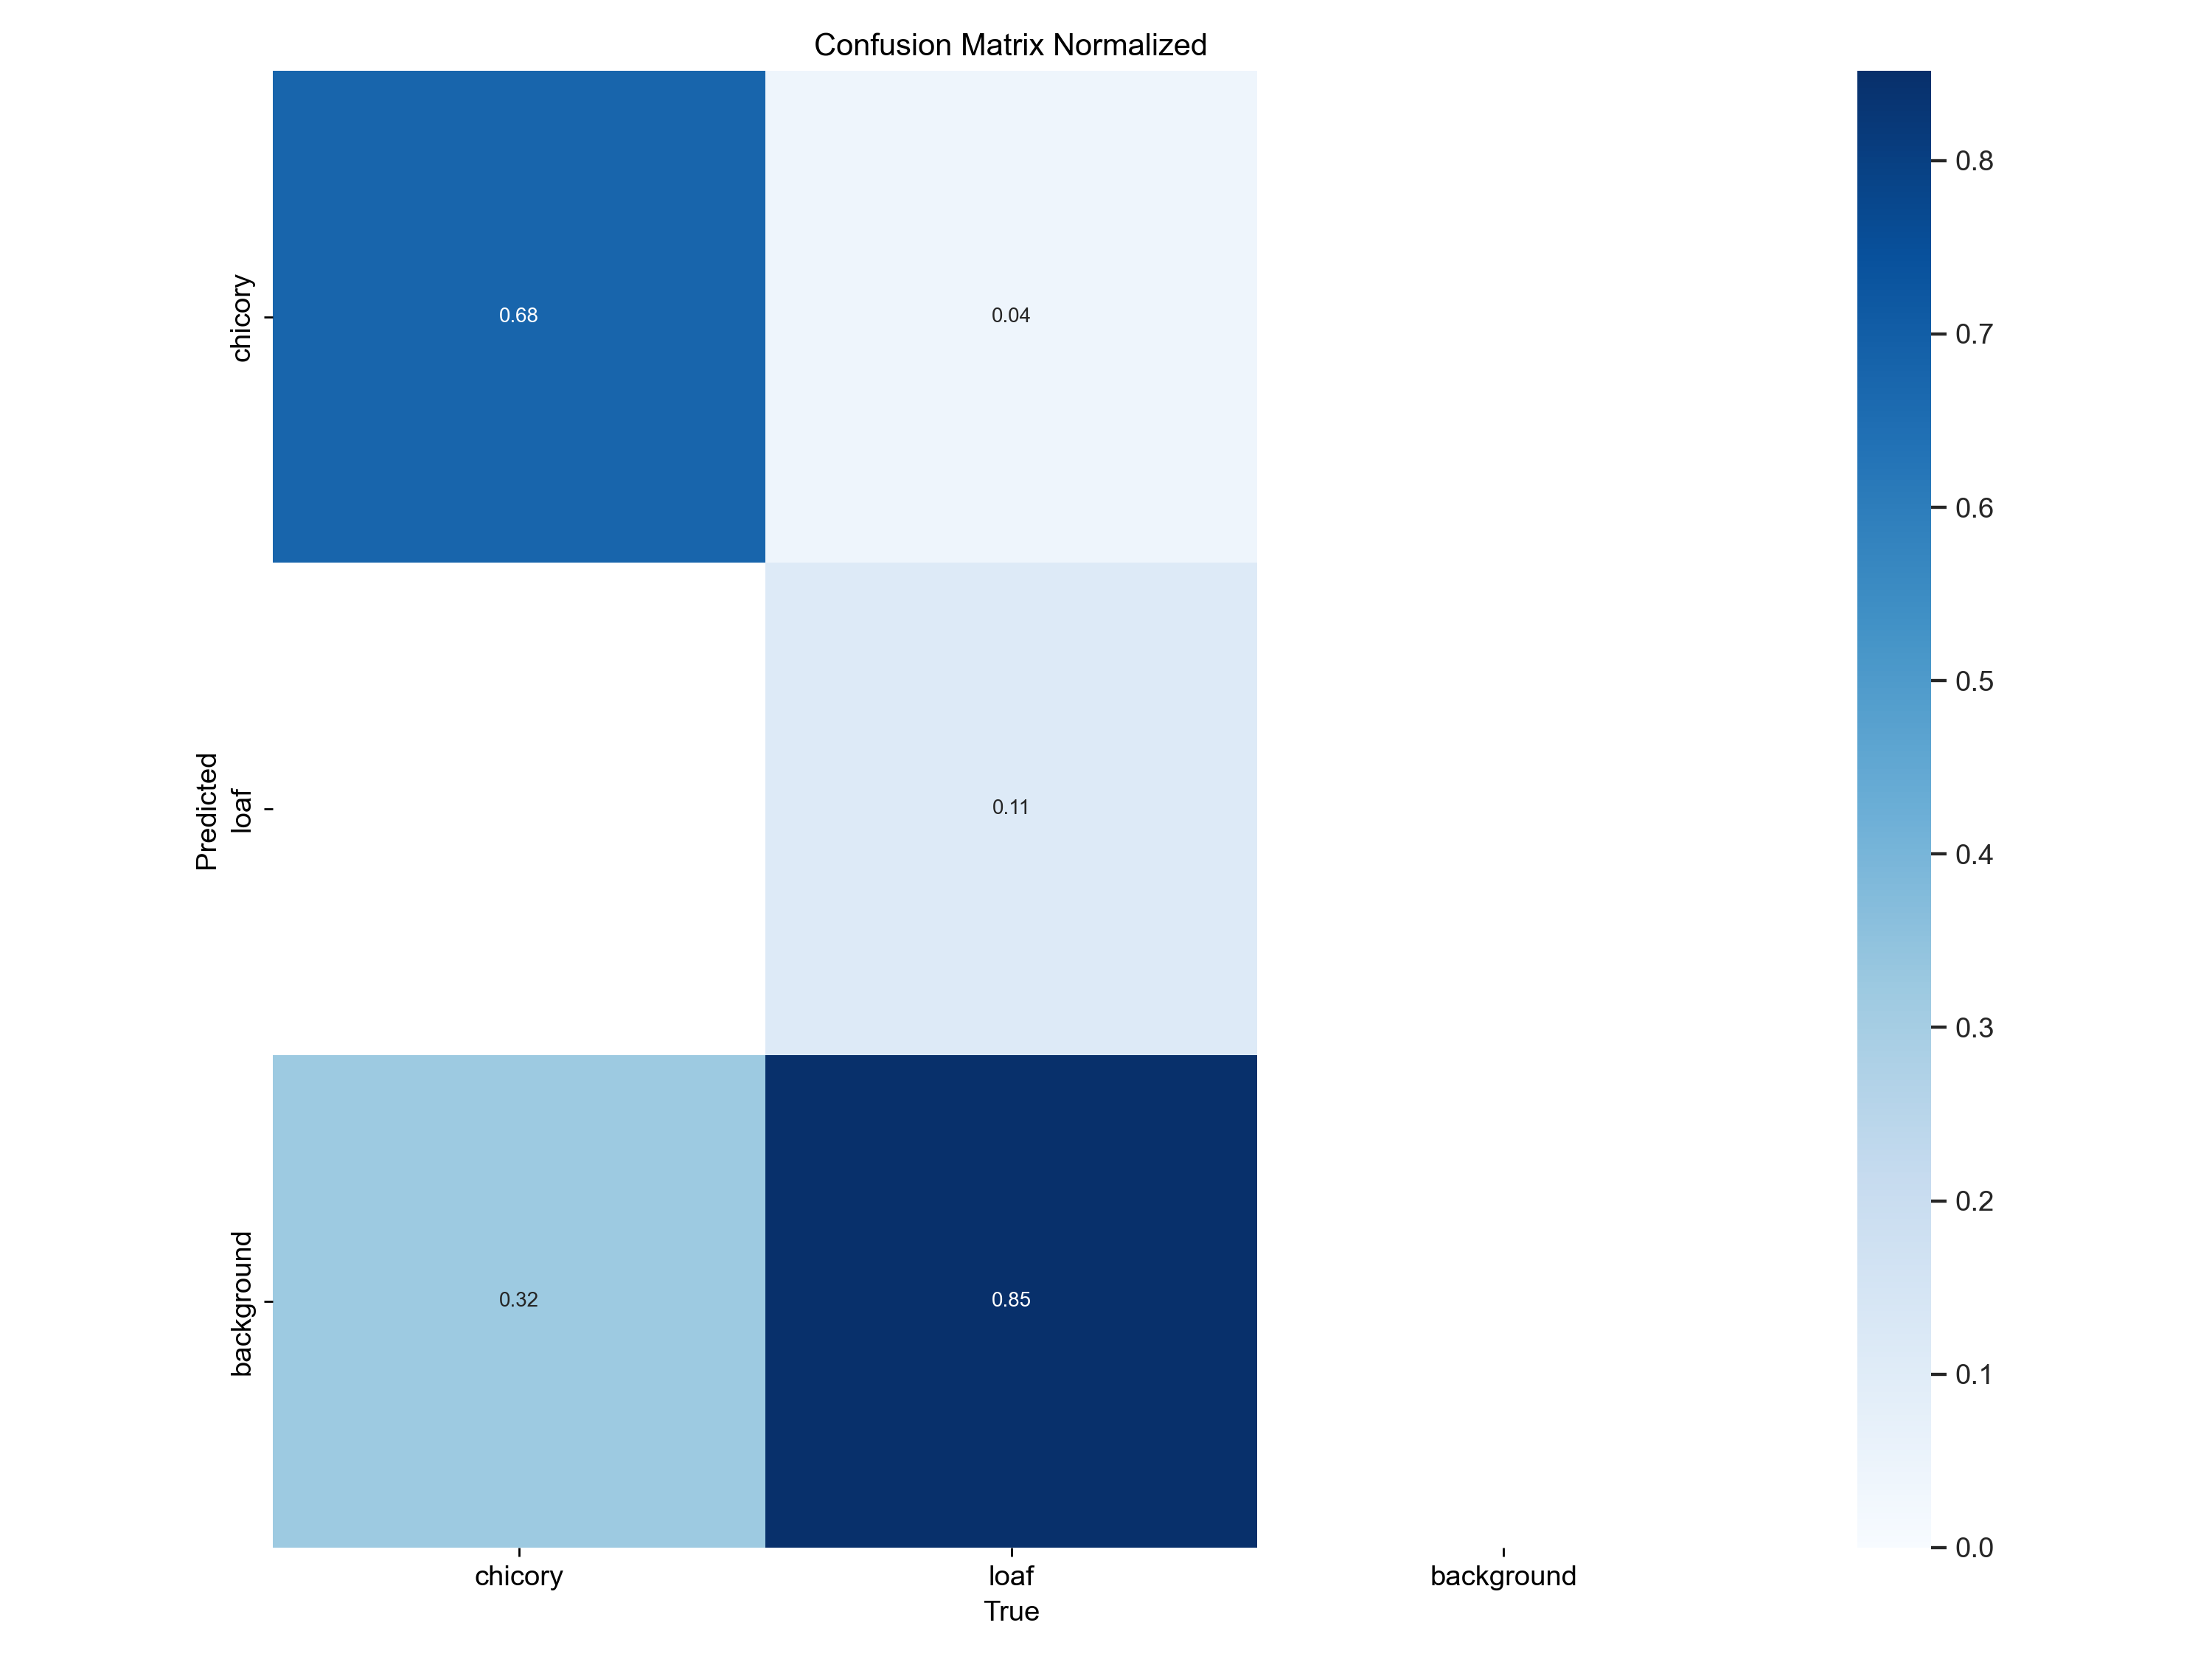 Confusion Matrix Normalized
Predicted
chicory
0.68
0.04
loaf
0.11
background
0.32
0.85
chicory
loaf
background
True
0.8
0.7
0.6
0.5
0.4
0.3
0.2
0.1
0.0